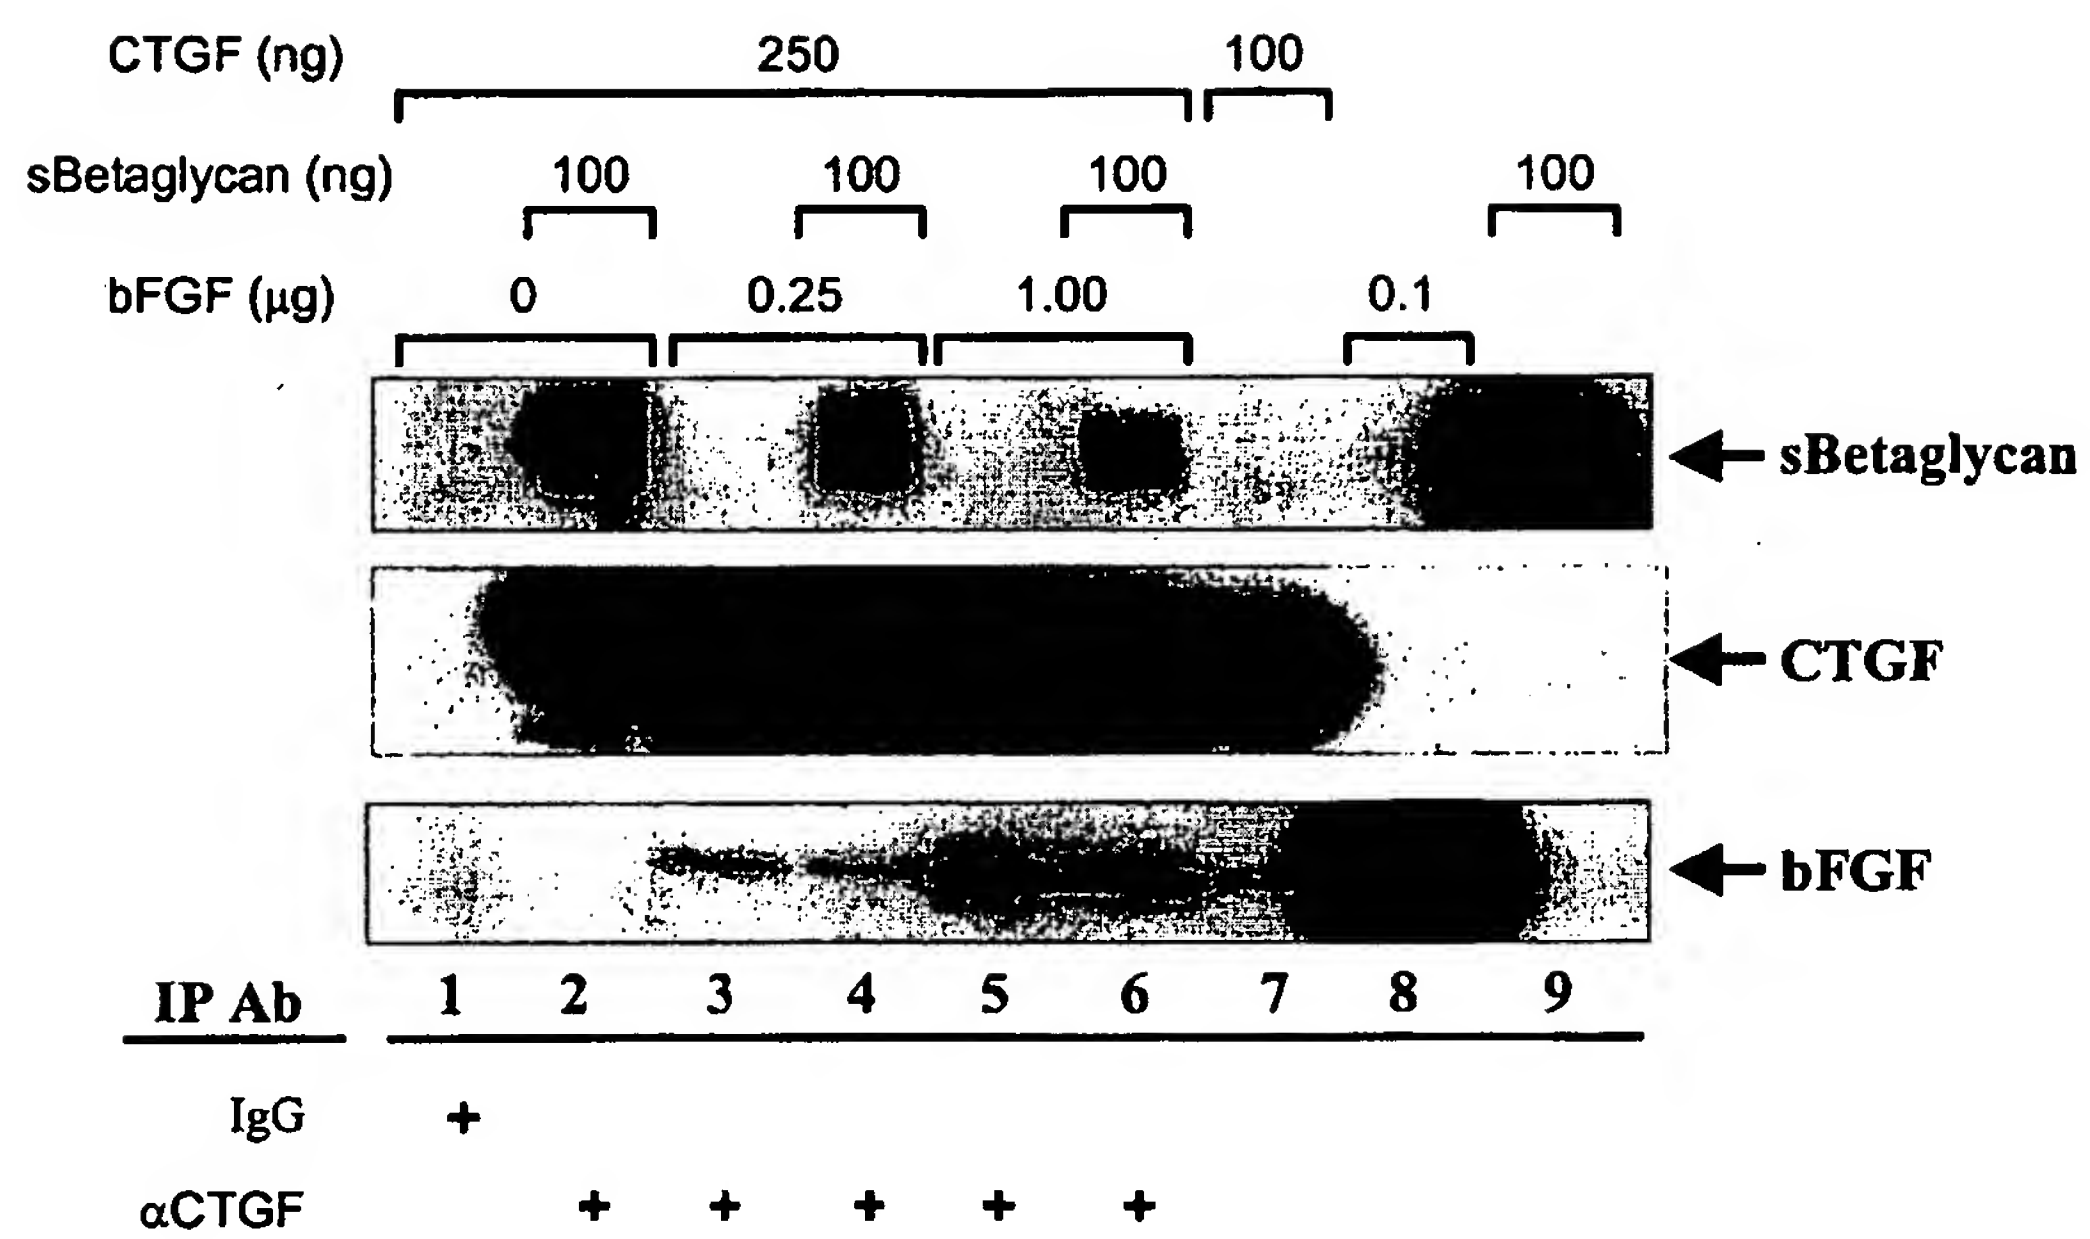 CTGF (ng) 250 100
sBetaglycan (ng) 100 100 100 100
bFGF (μg) 0 0.25 1.00 0.1
sBetaglycan
CTGF
bFGF
IP Ab 1 2 3 4 5 6 7 8 9
IgG +
αCTGF + + + + +